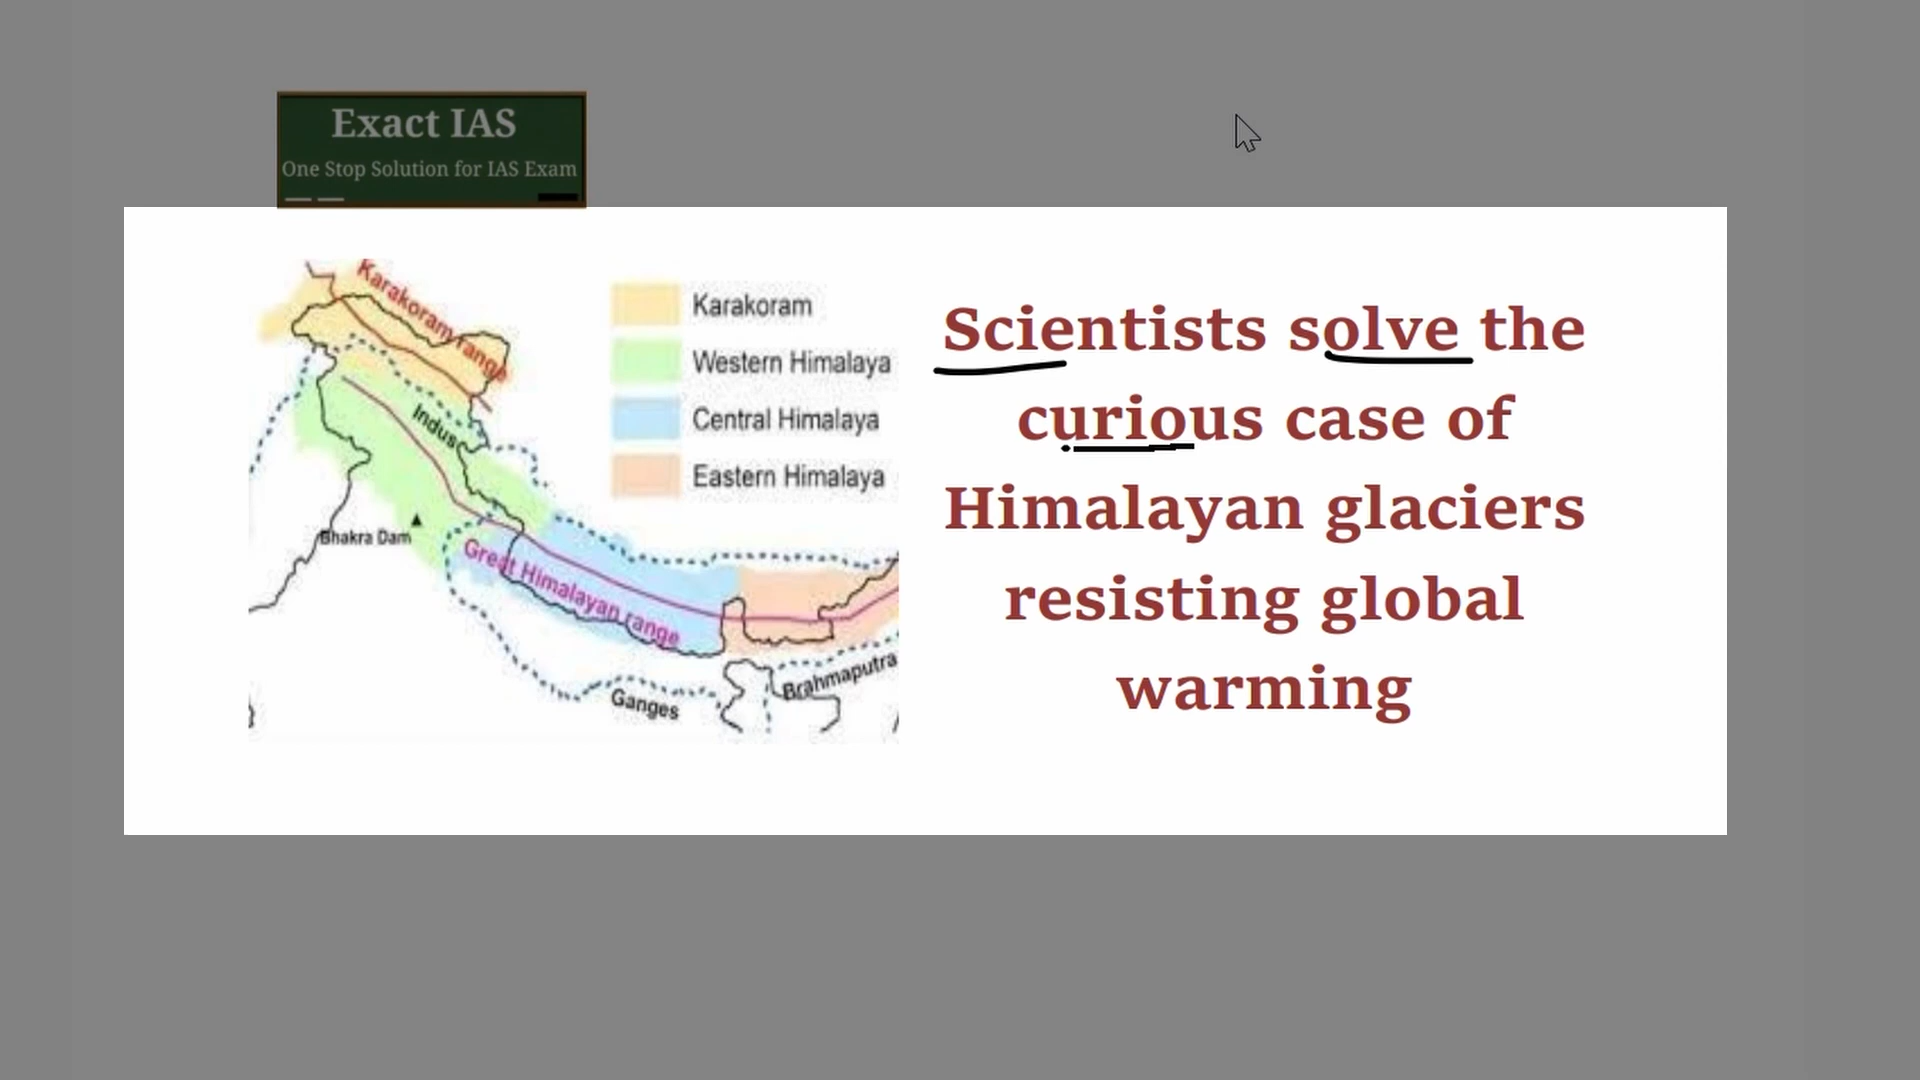 Exact IAS
One Stop Solution for IAS Exam
Karakoram range
Karakoram
Western Himalaya
Central Himalaya
Eastern Himalaya
Indus
Bhakra Dam
Great Himalayan range
Ganges
Brahmaputra
Scientists solve the
curious case of
Himalayan glaciers
resisting global
warming